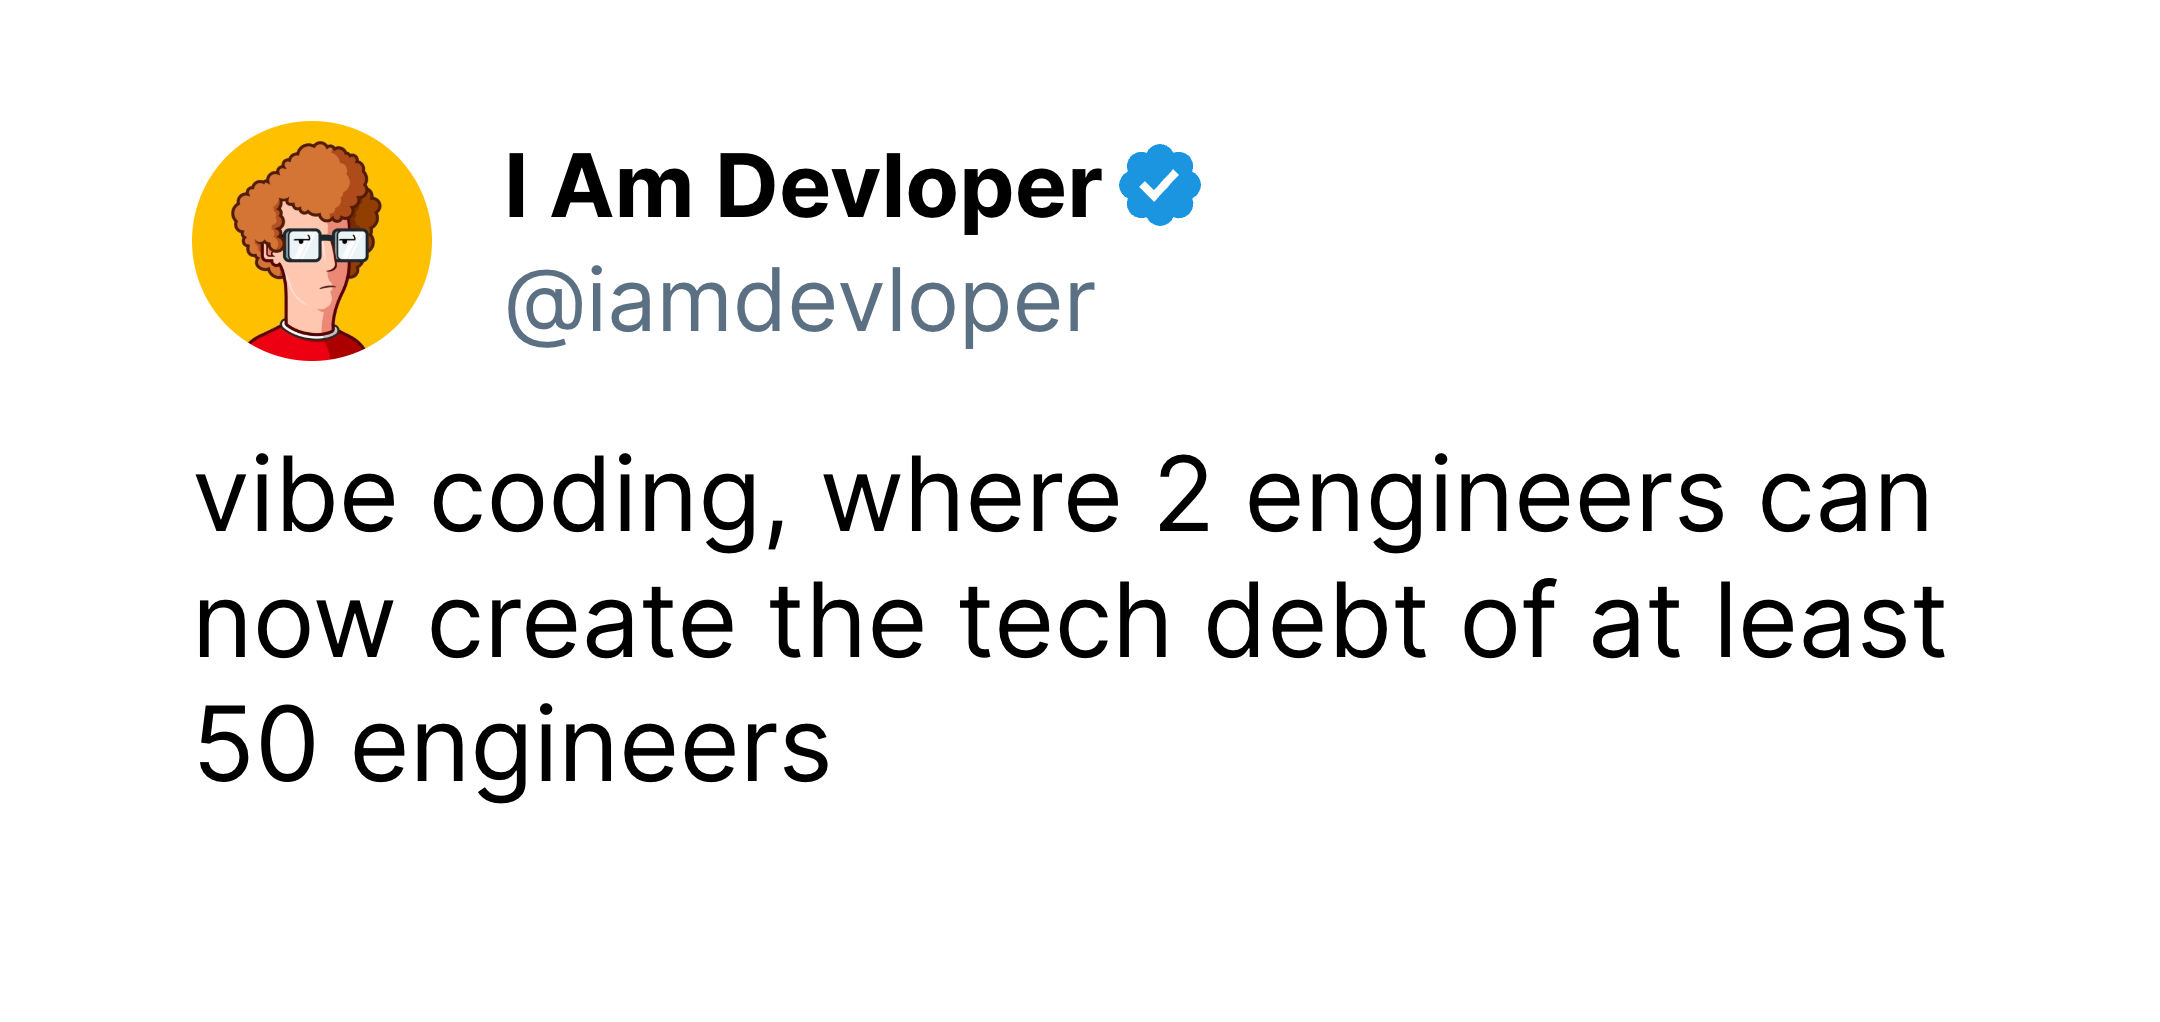 I Am Devloper
@iamdevloper
vibe coding, where 2 engineers can
now create the tech debt of at least
50 engineers